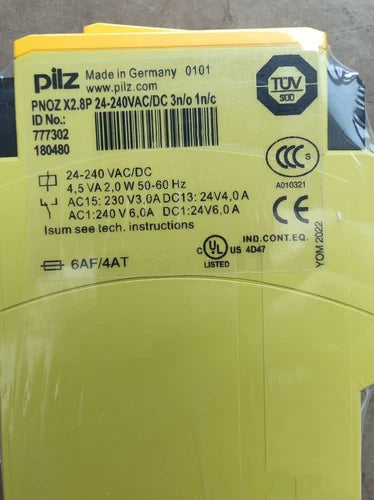 pilz Made in Germany 0101
www.pilz.com
PNOZ X2.8P 24-240VAC/DC 3n/o 1n/c
ID No.:
777302
180480
TÜV
SÜD
24-240 VAC/DC
4,5 VA 2,0 W 50-60 Hz
AC15: 230 V3,0A DC13: 24V4,0 A
AC1: 240 V 6,0A DC1: 24V6,0 A
Isum see tech. instructions
CCC
S
A010321
6AF/4AT
C UL US
LISTED
IND.CONT.EQ.
4D47
YOM 2022